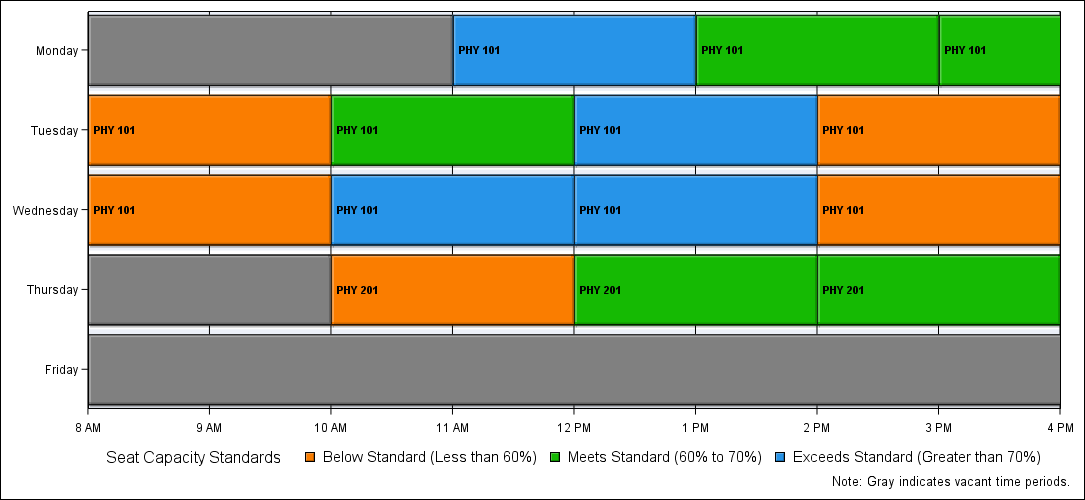 Monday PHY 101 PHY 101 PHY 101
Tuesday PHY 101 PHY 101 PHY 101 PHY 101
Wednesday PHY 101 PHY 101 PHY 101 PHY 101
Thursday PHY 201 PHY 201 PHY 201
Friday
8 AM 9 AM 10 AM 11 AM 12 PM 1 PM 2 PM 3 PM 4 PM
Seat Capacity Standards Below Standard (Less than 60%) Meets Standard (60% to 70%) Exceeds Standard (Greater than 70%)
Note: Gray indicates vacant time periods.